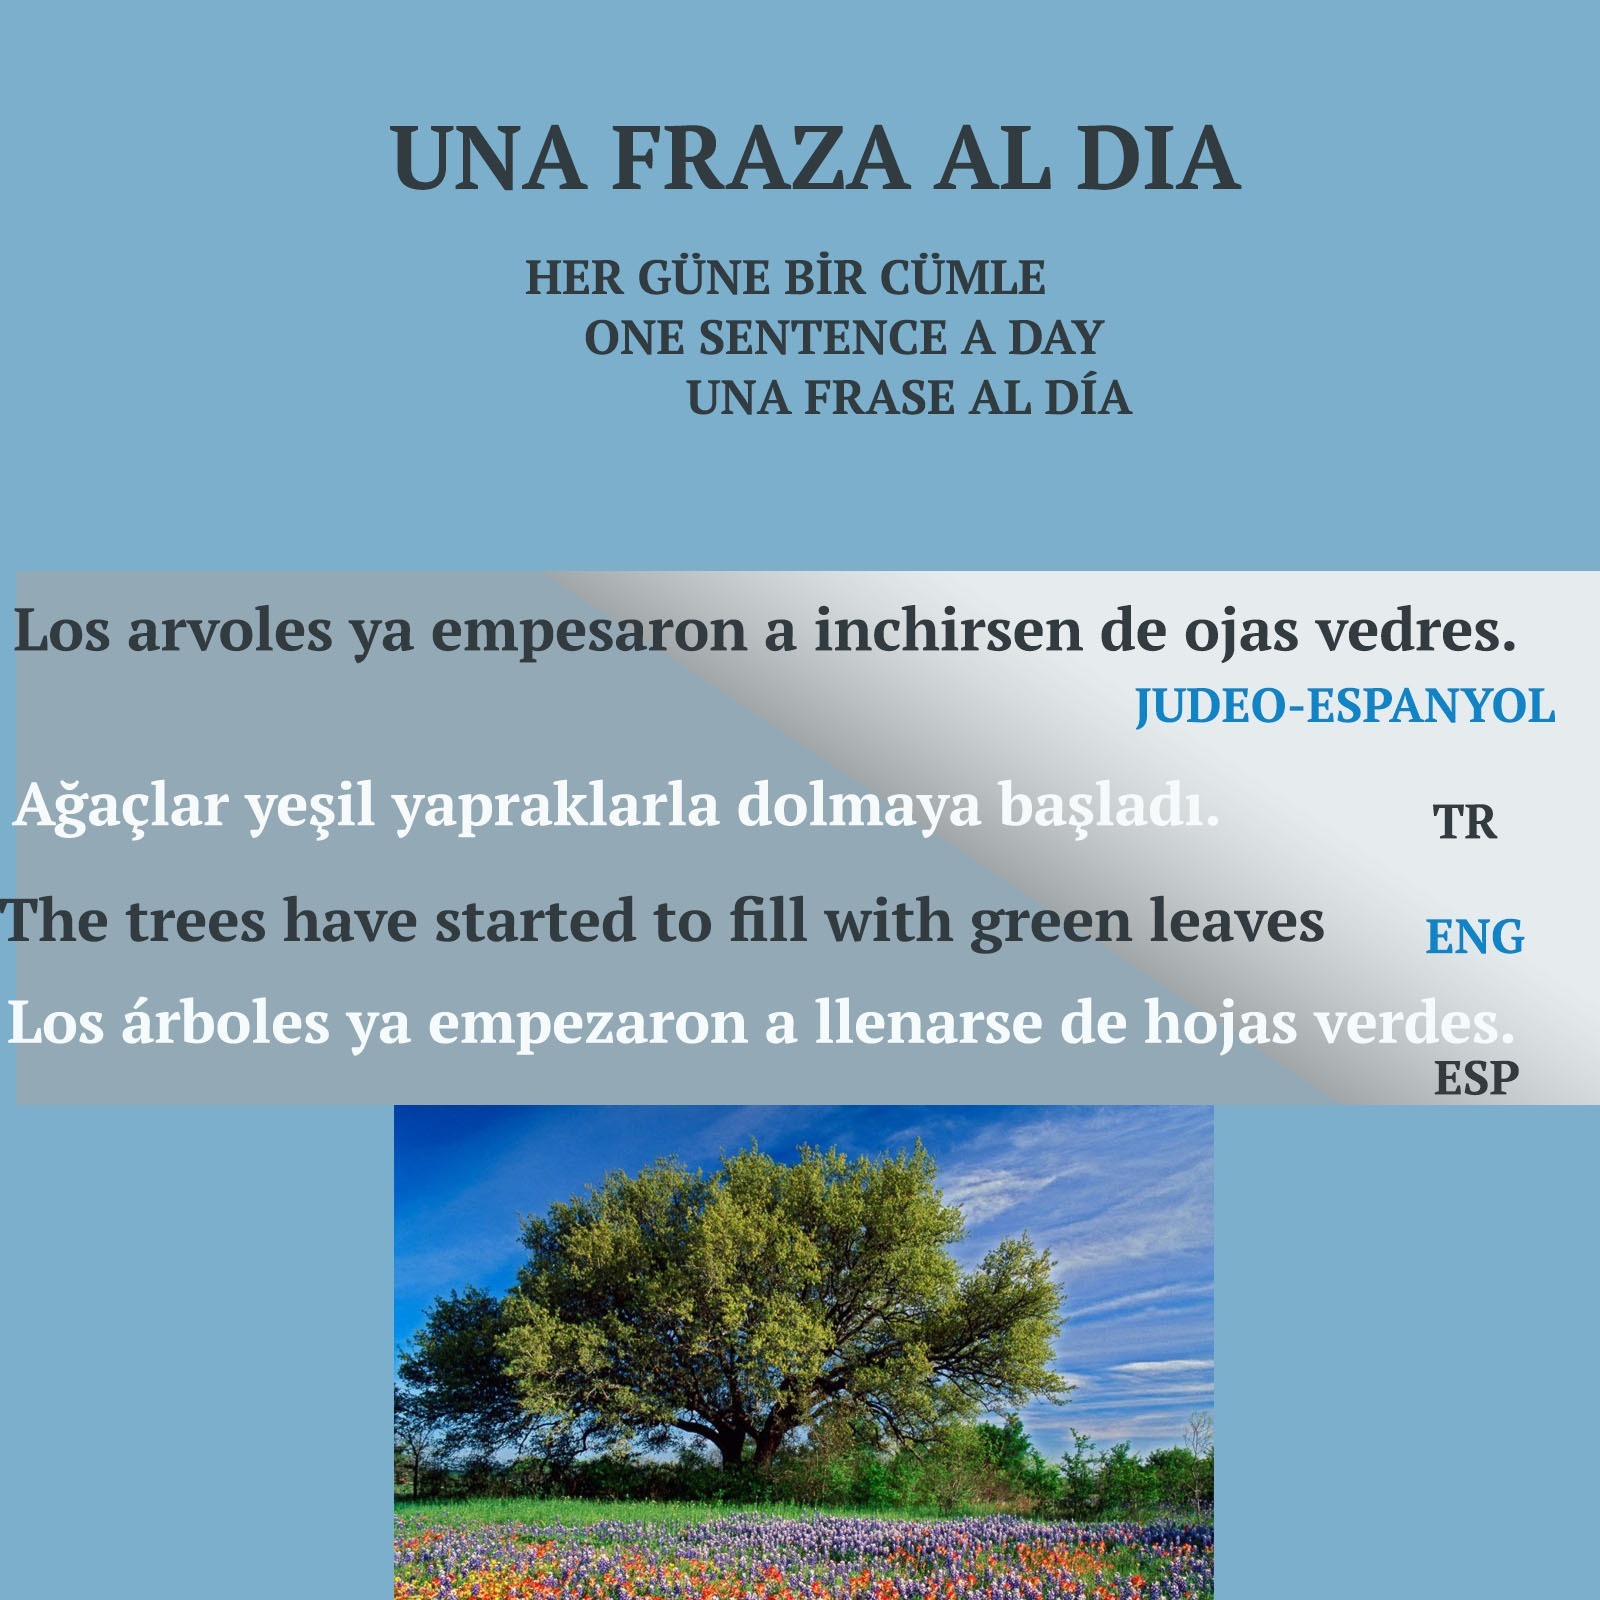 UNA FRAZA AL DIA
HER GÜNE BİR CÜMLE
ONE SENTENCE A DAY
UNA FRASE AL DÍA
Los arvoles ya empesaron a inchirsen de ojas vedres.
JUDEO-ESPANYOL
Ağaçlar yeşil yapraklarla dolmaya başladı.
TR
The trees have started to fill with green leaves
ENG
Los árboles ya empezaron a llenarse de hojas verdes.
ESP